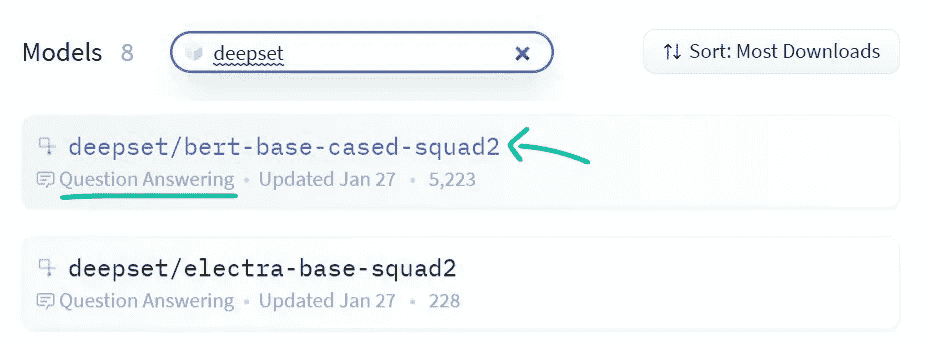 Models 8 deepset Sort: Most Downloads
deepset/bert-base-cased-squad2
Question Answering • Updated Jan 27 • 5,223
deepset/electra-base-squad2
Question Answering • Updated Jan 27 • 228